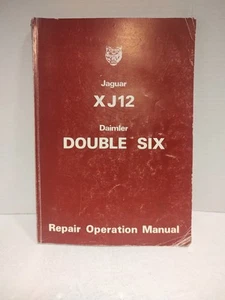 Jaguar
XJ12
Daimler
DOUBLE SIX
Repair Operation Manual